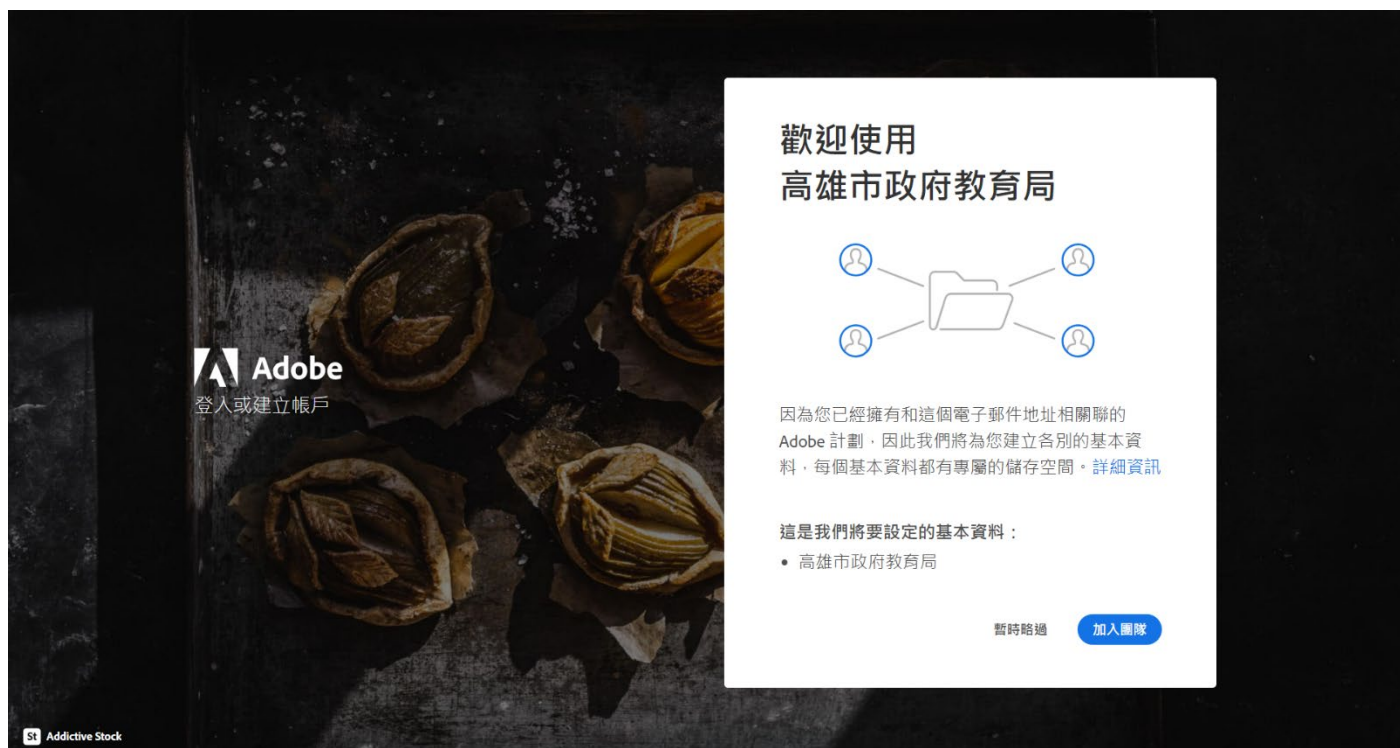 Adobe
登入或建立帳戶
歡迎使用
高雄市政府教育局
因為您已經擁有和這個電子郵件地址相關聯的
Adobe 計劃，因此我們將為您建立各別的基本資
料，每個基本資料都有專屬的儲存空間。詳細資訊
這是我們將要設定的基本資料：
• 高雄市政府教育局
暫時略過 加入團隊
St Addictive Stock